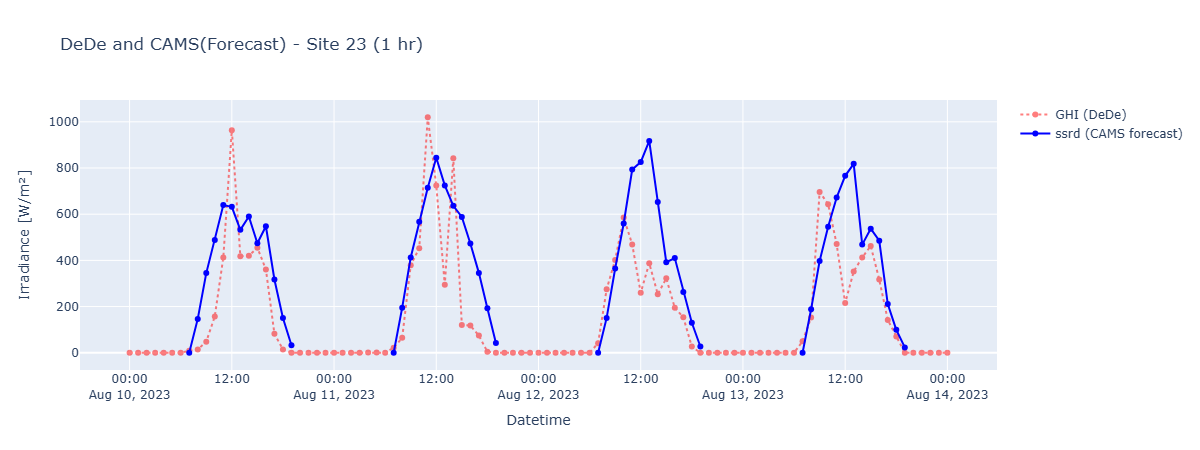 DeDe and CAMS(Forecast) - Site 23 (1 hr)
GHI (DeDe)
ssrd (CAMS forecast)
Irradiance [W/m²]
1000
800
600
400
200
0
00:00 12:00 00:00 12:00 00:00 12:00 00:00 12:00 00:00
Aug 10, 2023 Aug 11, 2023 Aug 12, 2023 Aug 13, 2023 Aug 14, 2023
Datetime